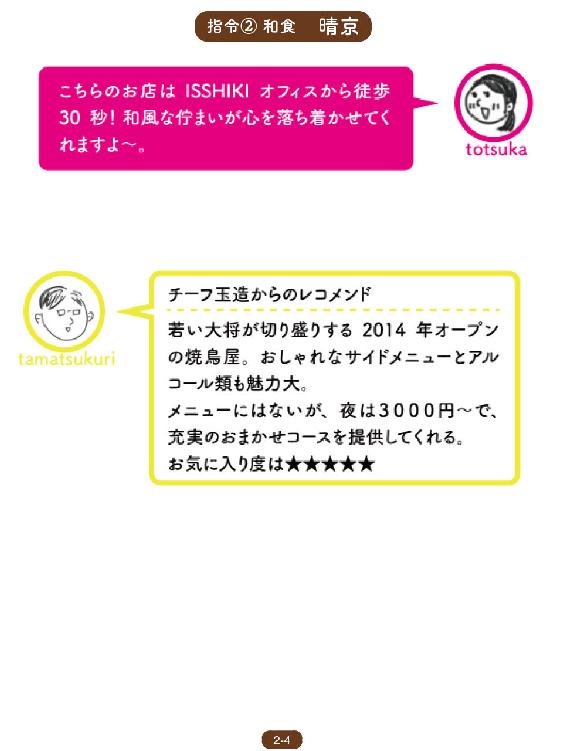 指令② 和食　晴京
こちらのお店は ISSHIKI オフィスから徒歩
30 秒！和風な佇まいが心を落ち着かせてく
れますよ〜。
totsuka
チーフ玉造からのレコメンド
若い大将が切り盛りする 2014 年オープン
の焼鳥屋。おしゃれなサイドメニューとアル
コール類も魅力大。
メニューにはないが、夜は３０００円〜で、
充実のおまかせコースを提供してくれる。
お気に入り度は★★★★★
tamatsukuri
2-4